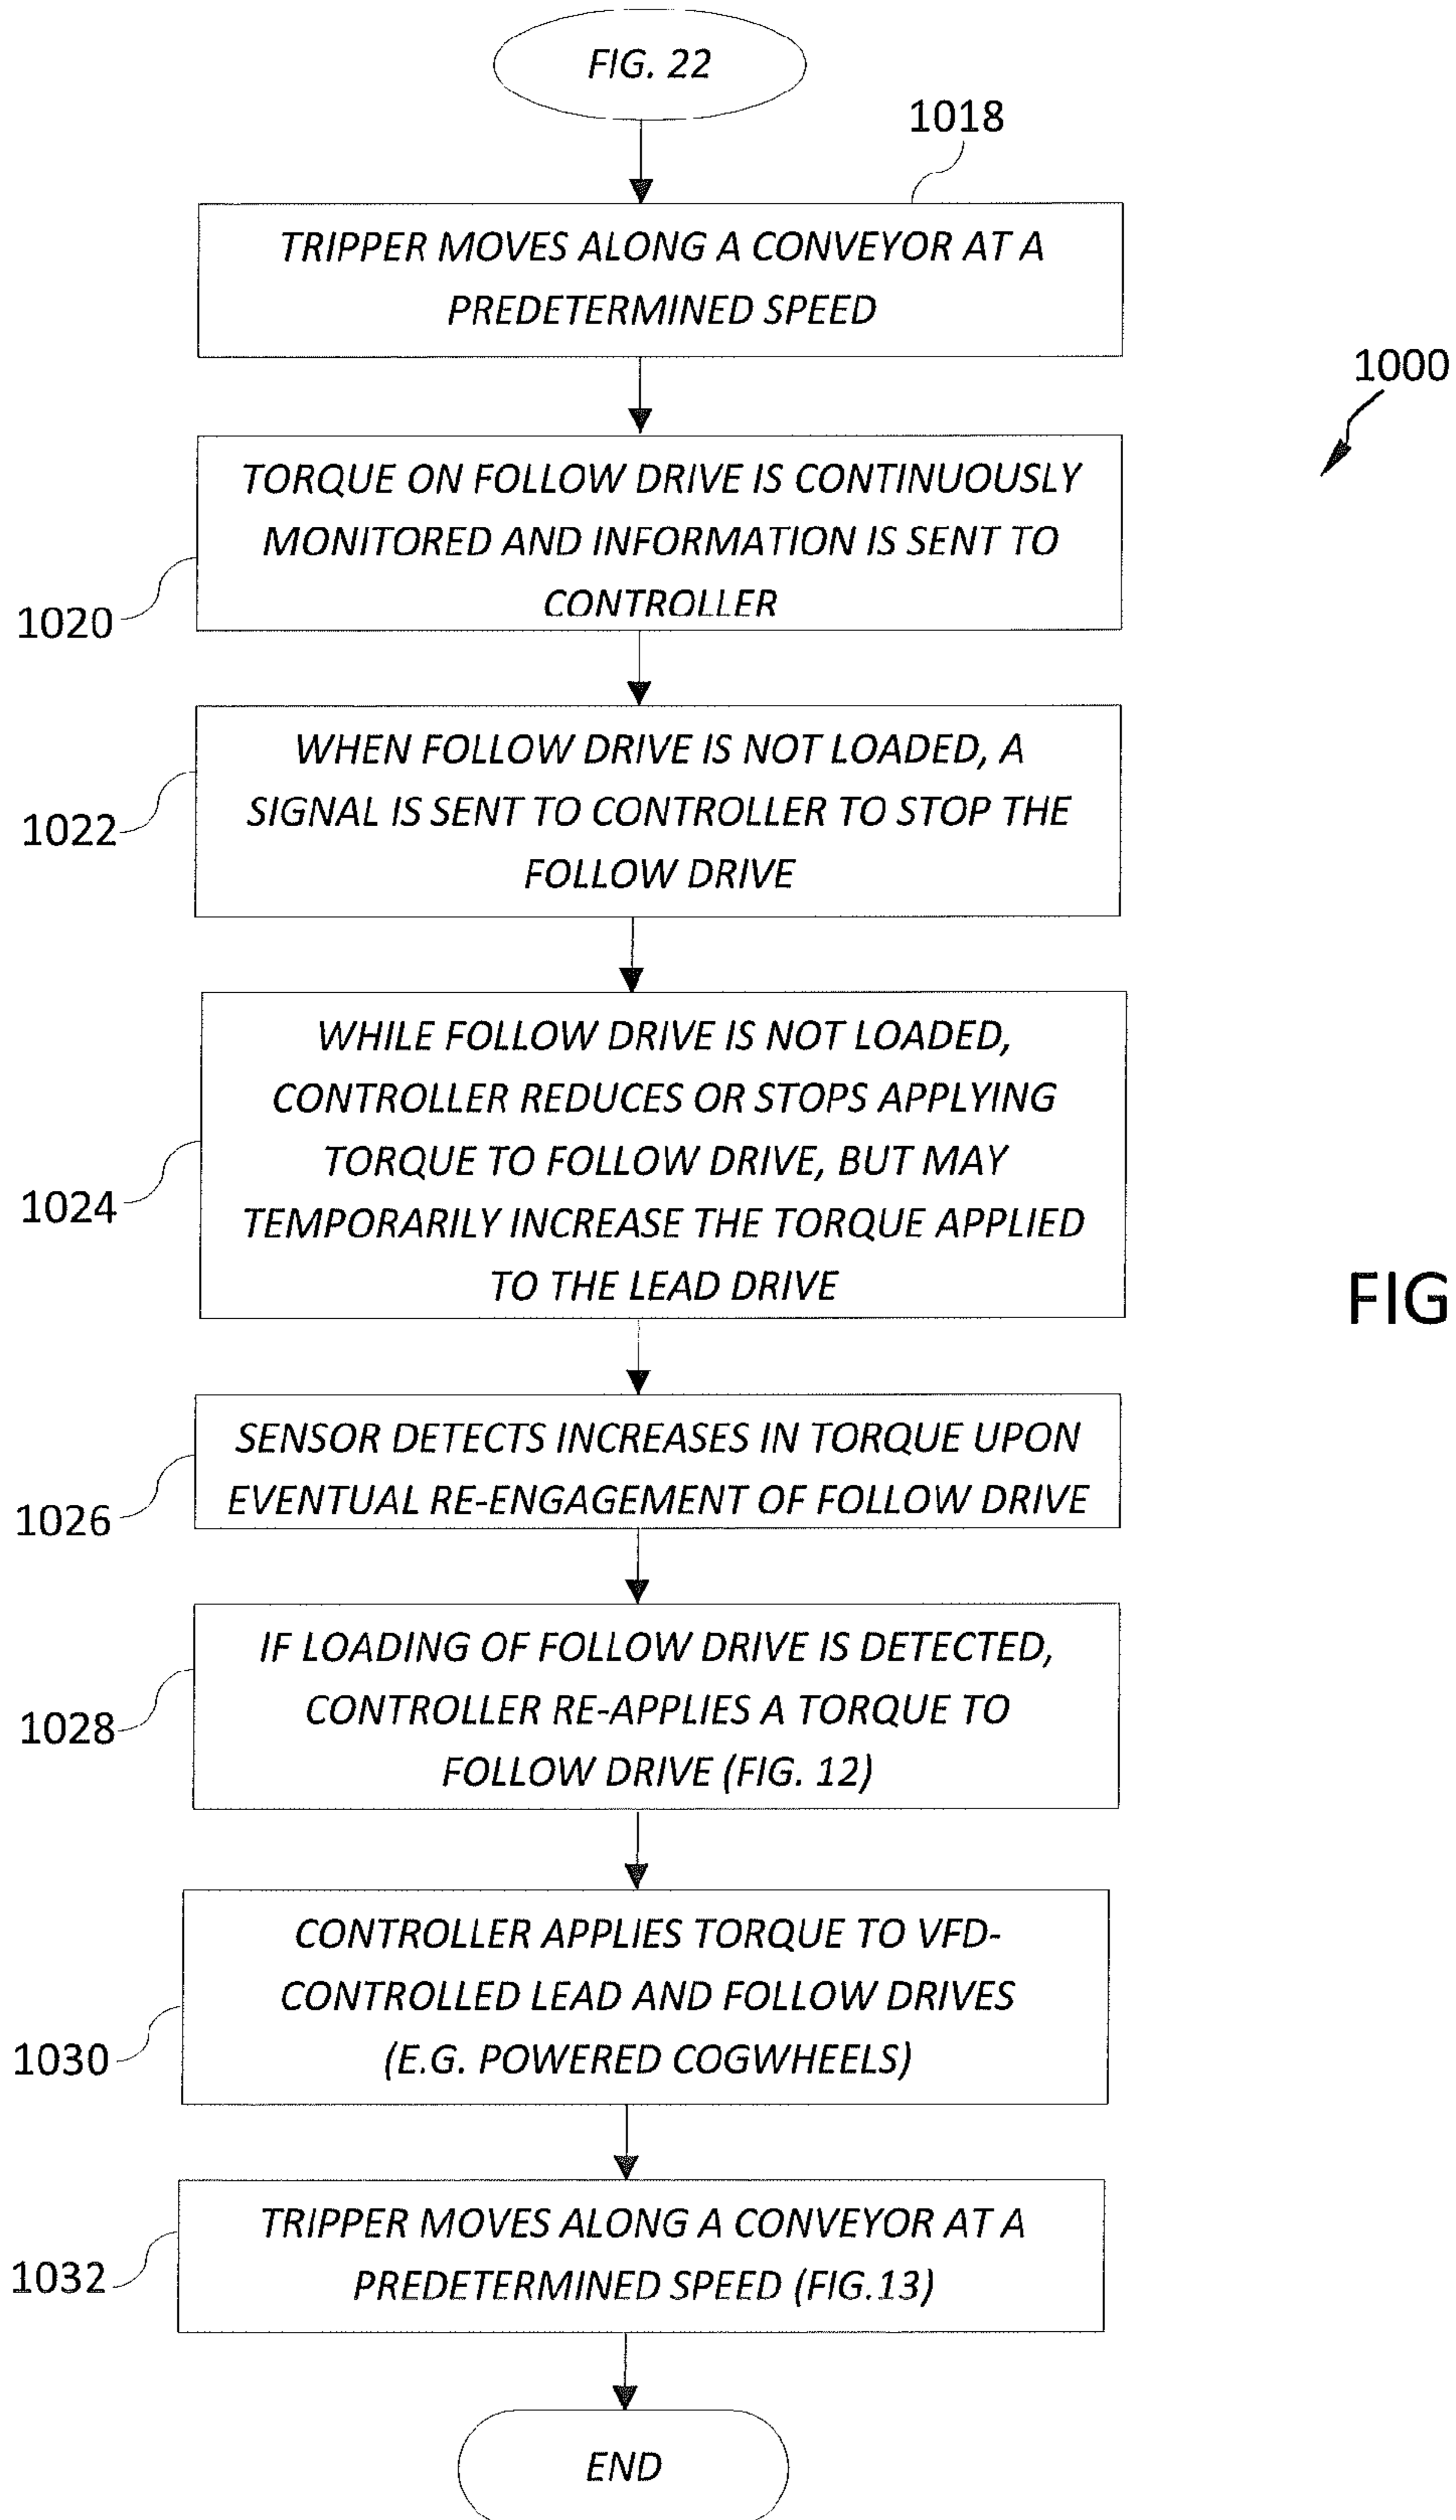 FIG. 22
1018
TRIPPER MOVES ALONG A CONVEYOR AT A
PREDETERMINED SPEED
1000
TORQUE ON FOLLOW DRIVE IS CONTINUOUSLY
MONITORED AND INFORMATION IS SENT TO
CONTROLLER
1020
WHEN FOLLOW DRIVE IS NOT LOADED, A
SIGNAL IS SENT TO CONTROLLER TO STOP THE
FOLLOW DRIVE
1022
WHILE FOLLOW DRIVE IS NOT LOADED,
CONTROLLER REDUCES OR STOPS APPLYING
TORQUE TO FOLLOW DRIVE, BUT MAY
TEMPORARILY INCREASE THE TORQUE APPLIED
TO THE LEAD DRIVE
1024
FIG
SENSOR DETECTS INCREASES IN TORQUE UPON
EVENTUAL RE-ENGAGEMENT OF FOLLOW DRIVE
1026
IF LOADING OF FOLLOW DRIVE IS DETECTED,
CONTROLLER RE-APPLIES A TORQUE TO
FOLLOW DRIVE (FIG. 12)
1028
CONTROLLER APPLIES TORQUE TO VFD-
CONTROLLED LEAD AND FOLLOW DRIVES
(E.G. POWERED COGWHEELS)
1030
TRIPPER MOVES ALONG A CONVEYOR AT A
PREDETERMINED SPEED (FIG.13)
1032
END